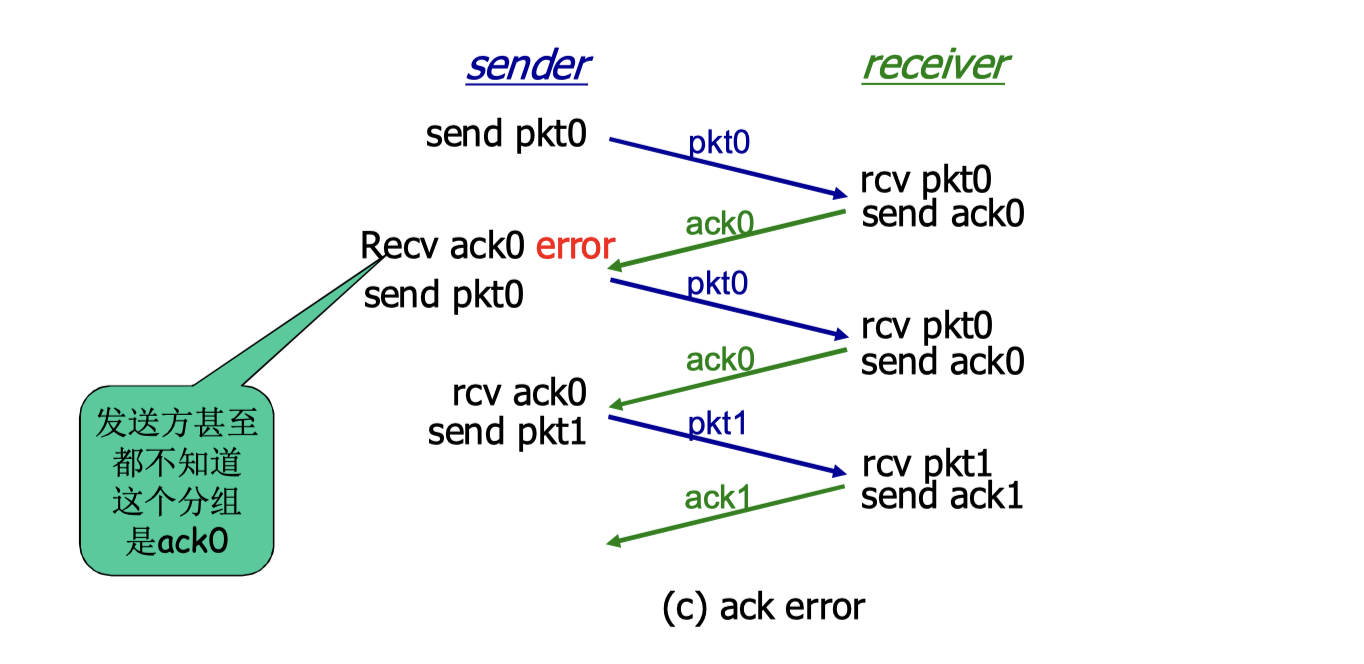 sender
receiver
send pkt0
pkt0
rcv pkt0
send ack0
ack0
Recv ack0 error
send pkt0
pkt0
rcv pkt0
send ack0
ack0
rcv ack0
send pkt1
pkt1
rcv pkt1
send ack1
ack1
发送方甚至
都不知道
这个分组
是ack0
(c) ack error